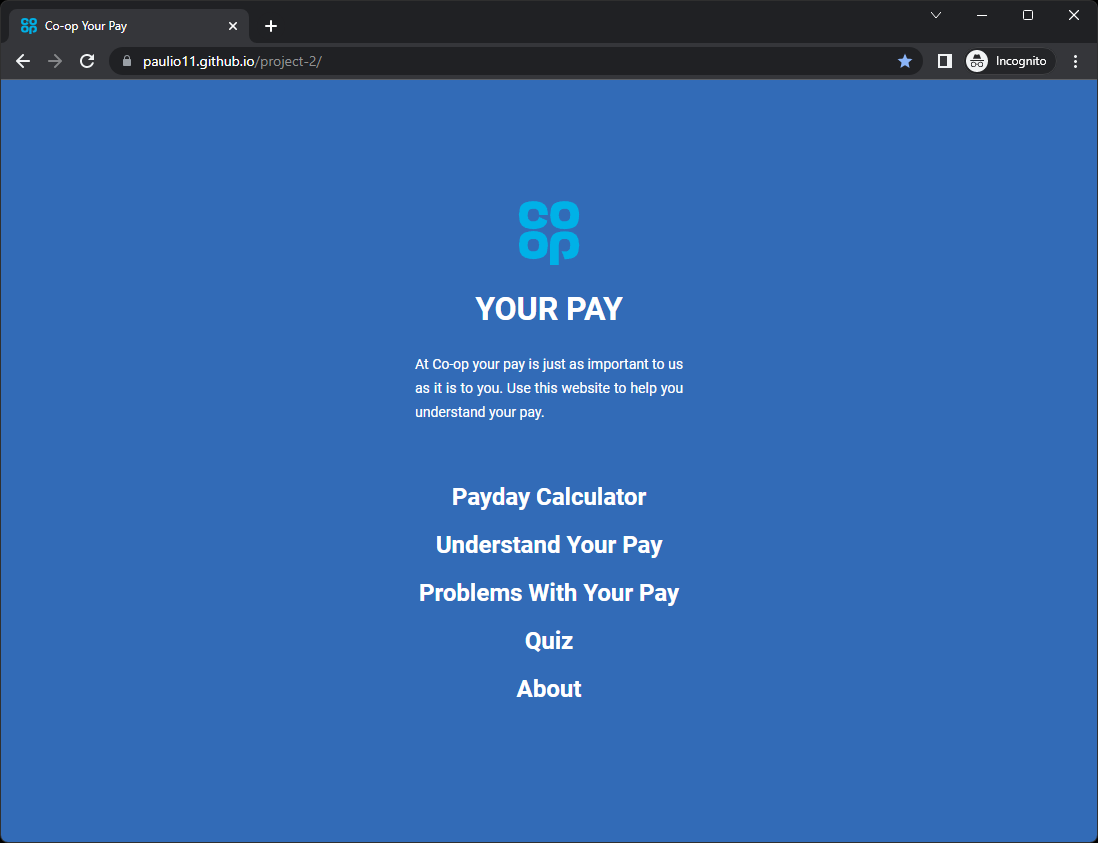 Co-op Your Pay
paulio11.github.io/project-2/
Incognito
co
op
YOUR PAY
At Co-op your pay is just as important to us
as it is to you. Use this website to help you
understand your pay.
Payday Calculator
Understand Your Pay
Problems With Your Pay
Quiz
About